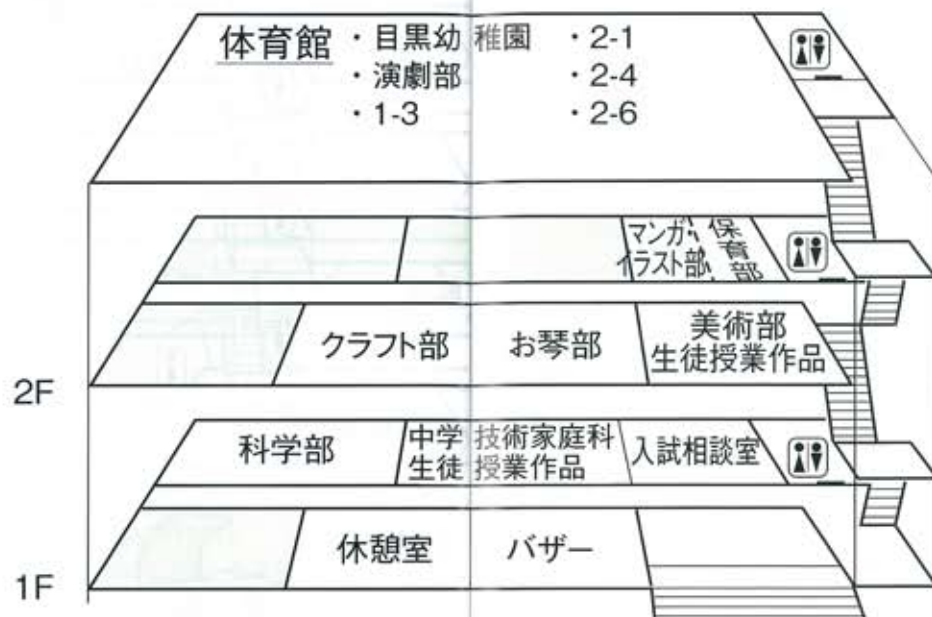 体育館 ・目黒幼稚園 ・2-1
・演劇部 ・2-4
・1-3 ・2-6
マンガ・ 保育部
イラスト部
クラフト部 お琴部 美術部
生徒授業作品
2F
科学部 中学 技術家庭科 入試相談室
生徒 授業作品
休憩室 バザー
1F